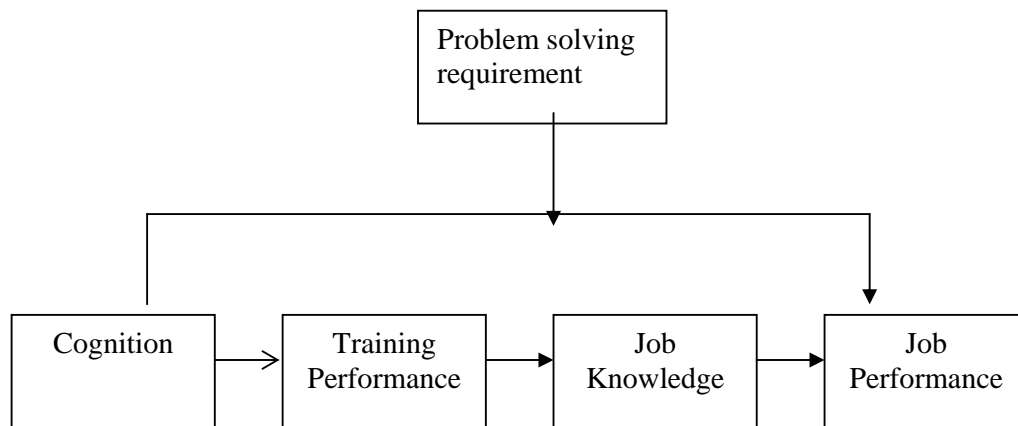 Problem solving
requirement
Cognition
Training
Performance
Job
Knowledge
Job
Performance